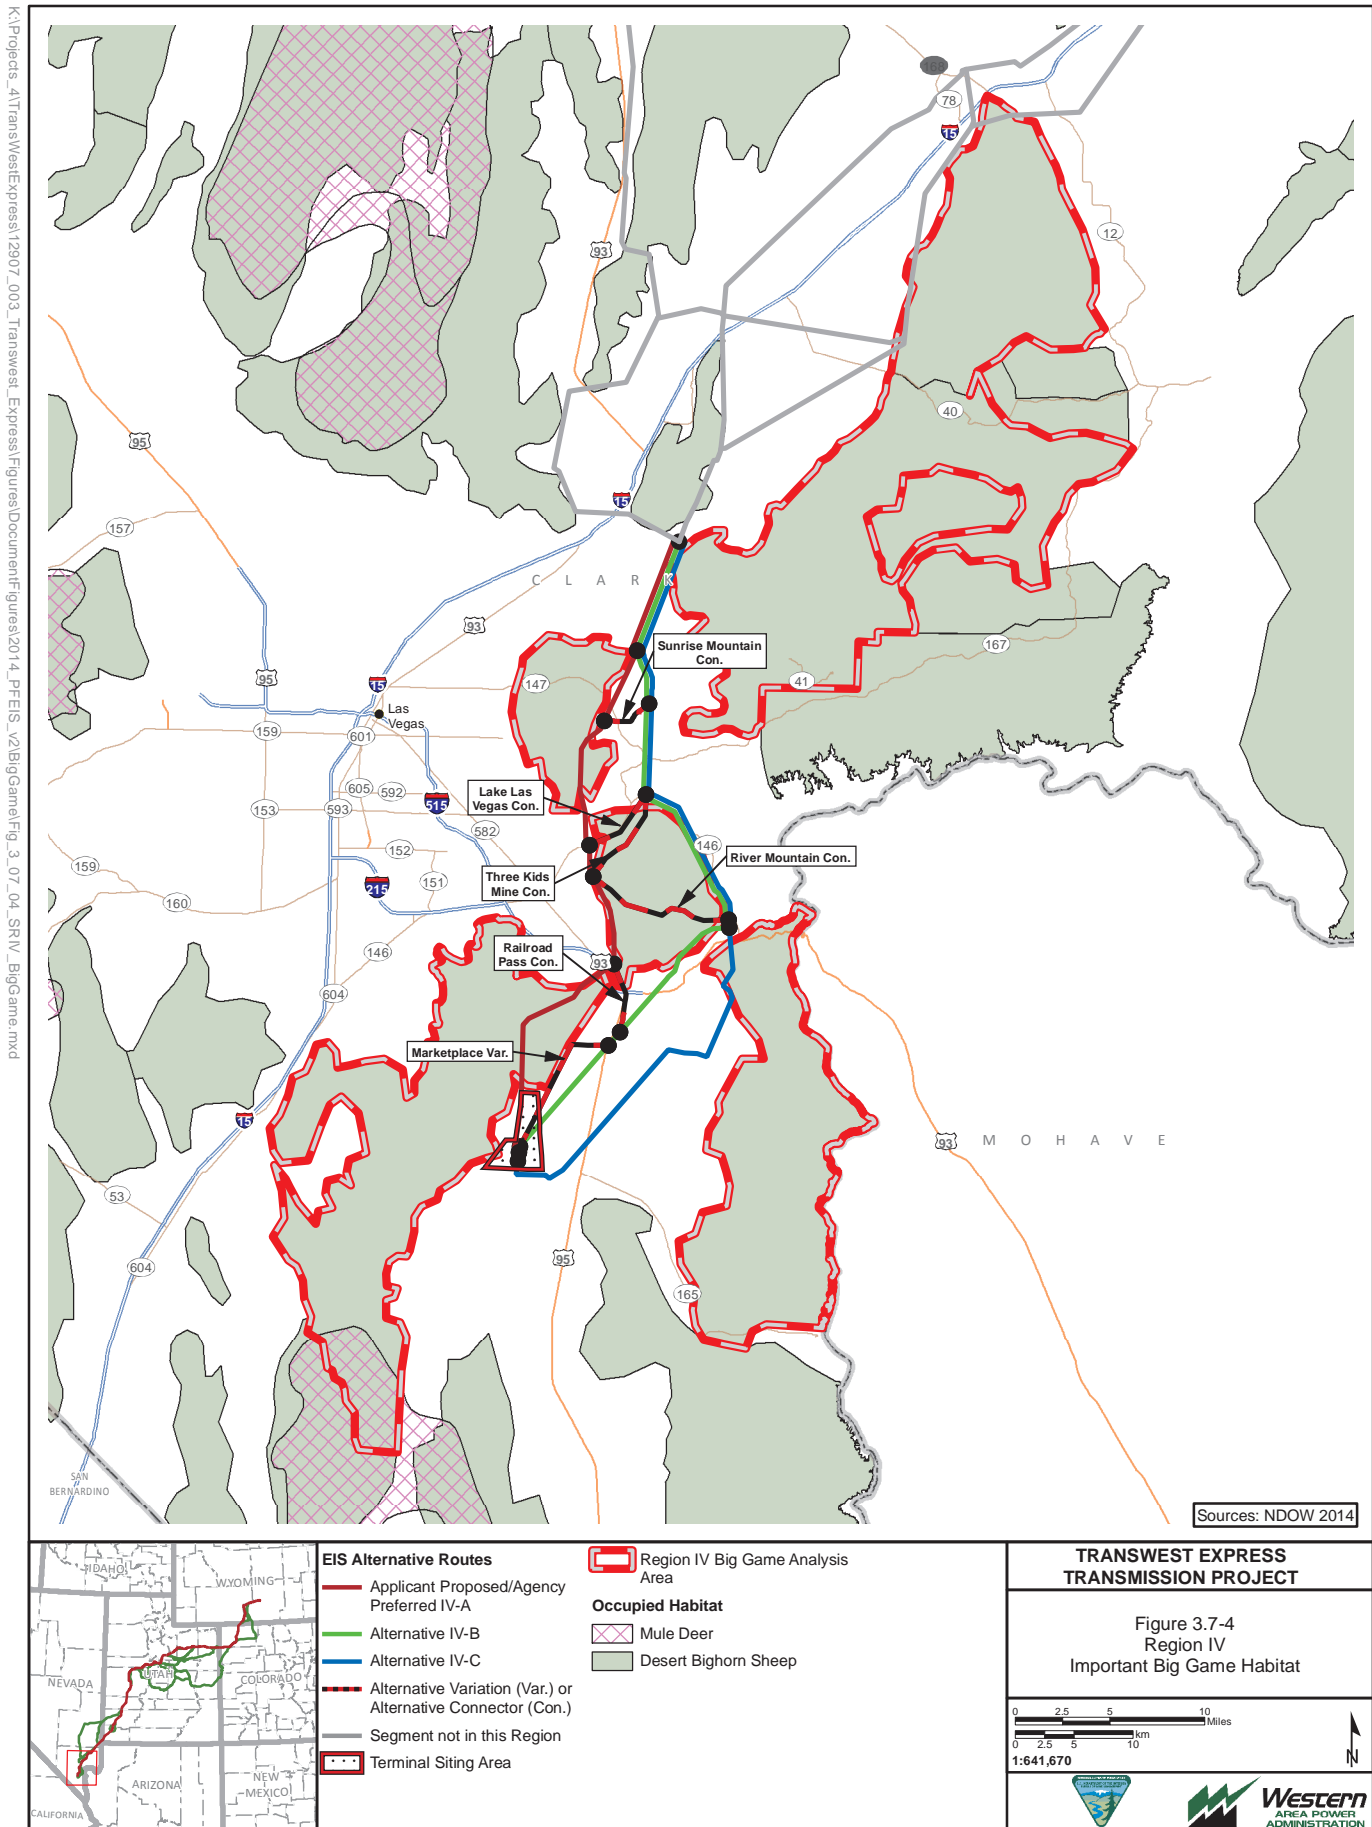 K:\Projects_4\TransWestExpress\12907_003_Transwest_Express\Figures\DocumentFigures\2014_PFEIS_v2\BigGame\Fig_3_07_04_SRIV_BigGame.mxd
168
78
15
12
93
40
95
15
157
C L A R K
93
Sunrise Mountain
Con.
167
95
15
147
41
Las
Vegas
159
601
Lake Las
Vegas Con.
605
592
515
153
593
582
146
152
River Mountain Con.
159
Three Kids
Mine Con.
215
151
160
Railroad
Pass Con.
93
146
604
Marketplace Var.
15
93
M O H A V E
53
95
604
165
SAN
BERNARDINO
Sources: NDOW 2014
IDAHO
WYOMING
NEVADA
UTAH
COLORADO
ARIZONA
NEW
MEXICO
CALIFORNIA
EIS Alternative Routes
Applicant Proposed/Agency
Preferred IV-A
Alternative IV-B
Alternative IV-C
Alternative Variation (Var.) or
Alternative Connector (Con.)
Segment not in this Region
Terminal Siting Area
Region IV Big Game Analysis
Area
Occupied Habitat
Mule Deer
Desert Bighorn Sheep
TRANSWEST EXPRESS
TRANSMISSION PROJECT
Figure 3.7-4
Region IV
Important Big Game Habitat
0 2.5 5 10
Miles
km
0 2.5 5 10
1:641,670
N
Western
AREA POWER
ADMINISTRATION